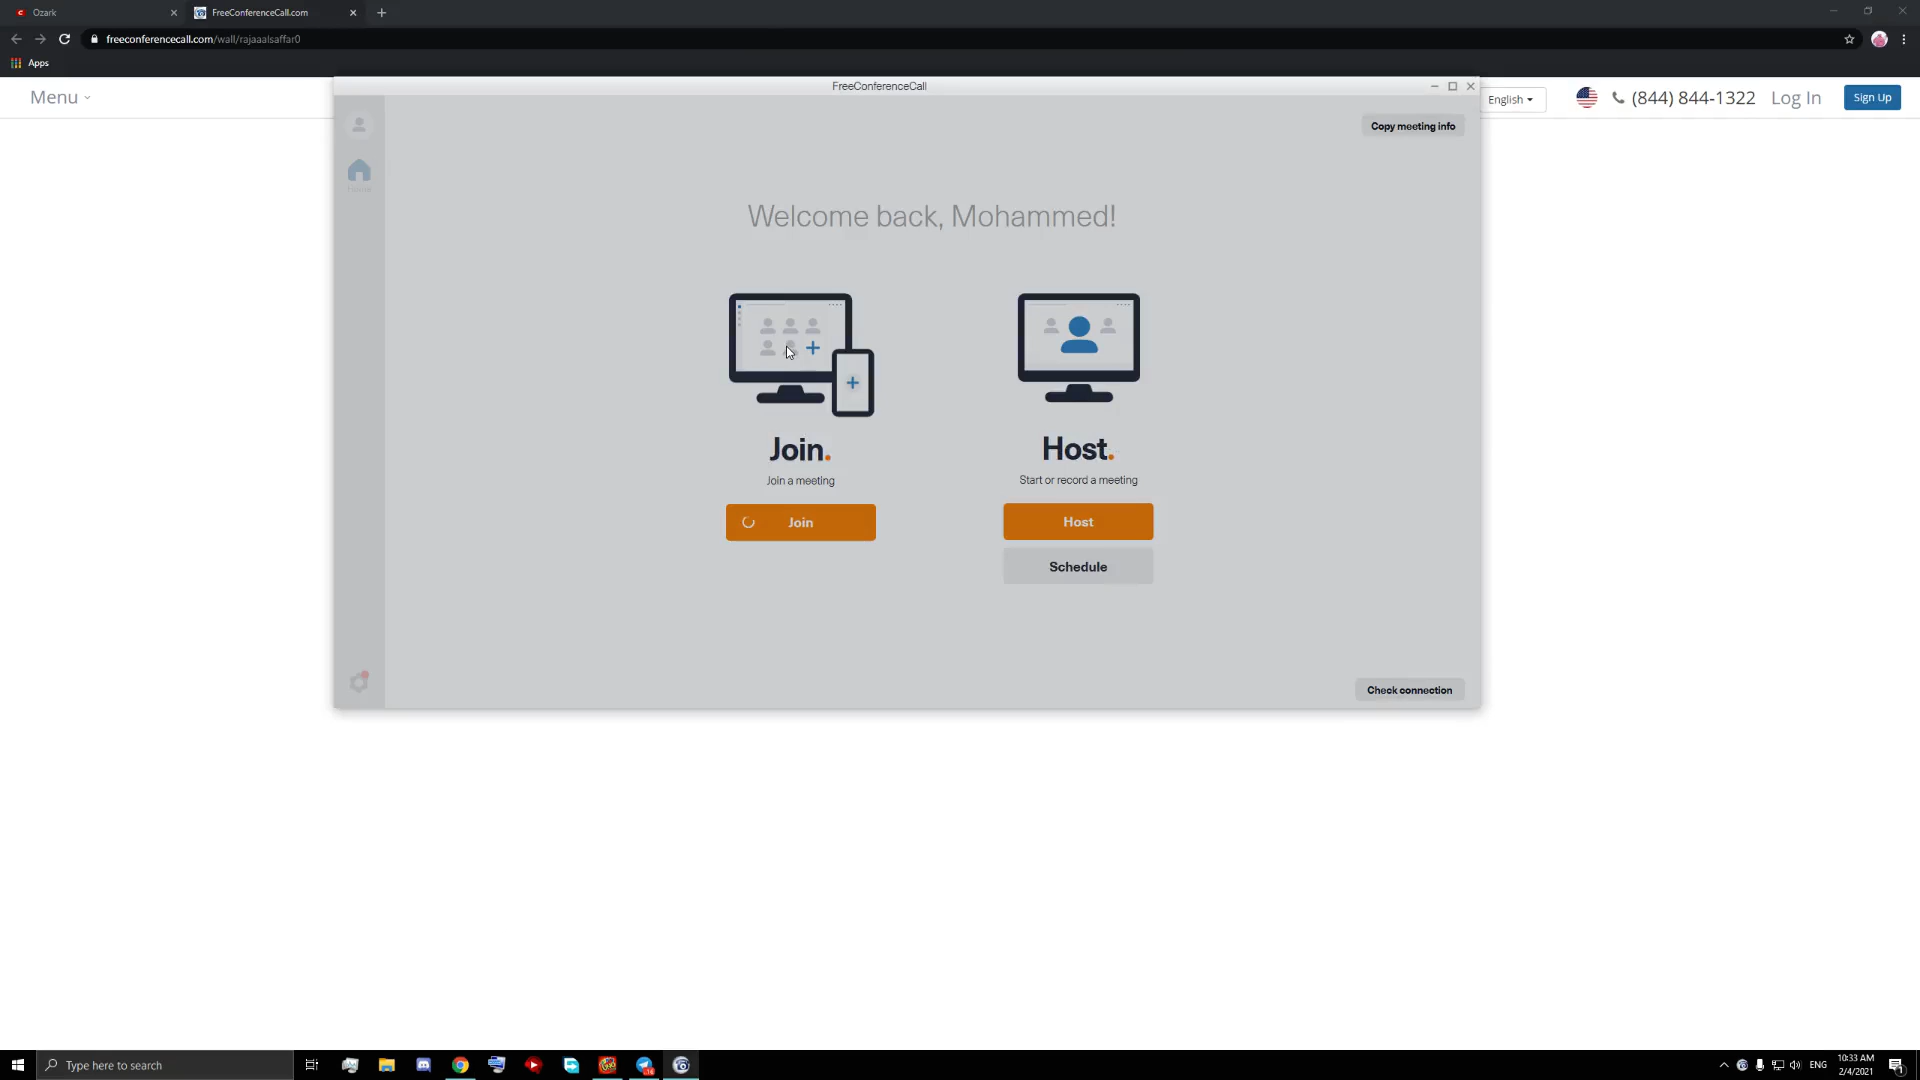 Ozark
FreeConferenceCall.com
freeconferencecall.com/wall/rajaaalsaffar0
Apps
FreeConferenceCall
Menu
English
(844) 844-1322
Log In
Sign Up
Copy meeting info
Home
Welcome back, Mohammed!
Join.
Join a meeting
Join
Host.
Start or record a meeting
Host
Schedule
Check connection
Type here to search
ENG
10:33 AM
2/4/2021